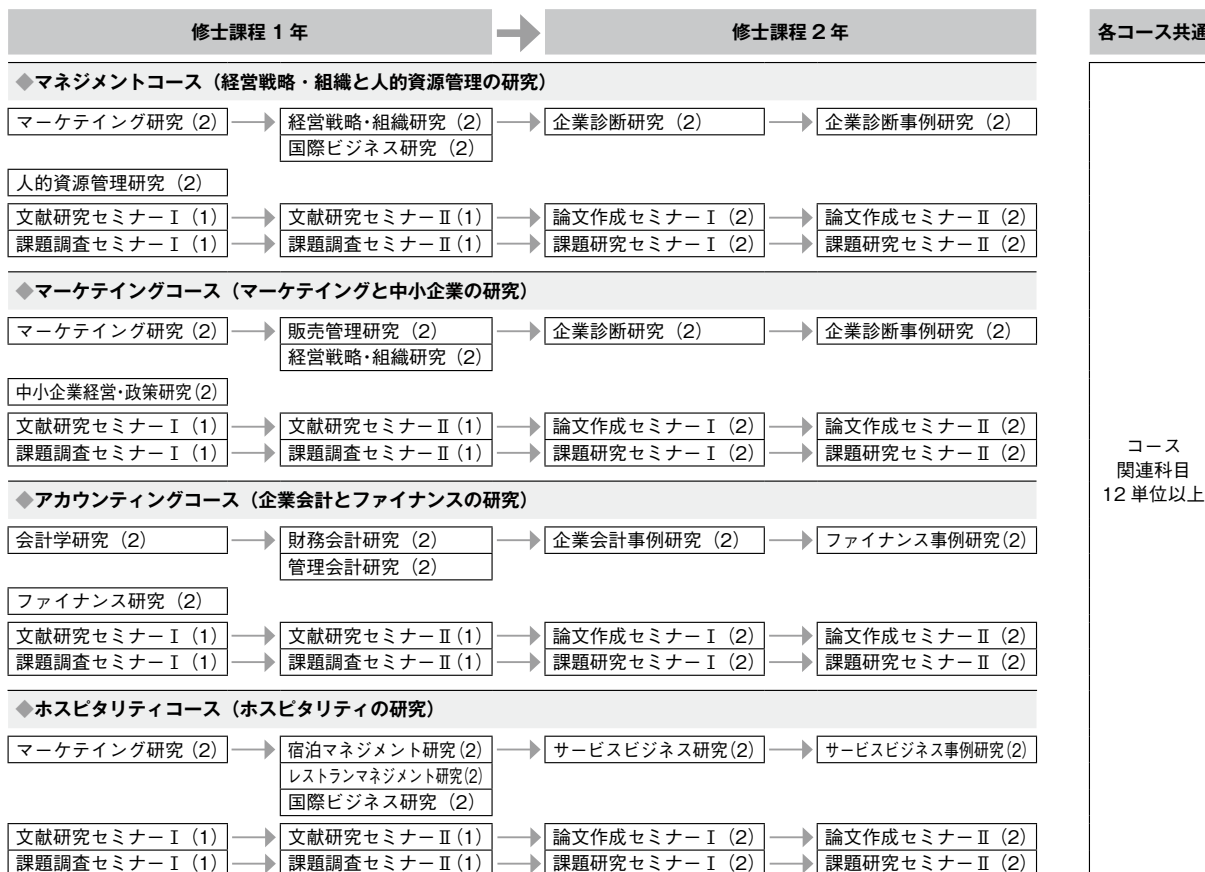 修士課程 1 年
修士課程 2 年
各コース共通
◆マネジメントコース（経営戦略・組織と人的資源管理の研究）
マーケテイング研究（2） 経営戦略･組織研究（2） 企業診断研究（2） 企業診断事例研究（2）
国際ビジネス研究（2）
人的資源管理研究（2）
文献研究セミナーⅠ（1） 文献研究セミナーⅡ（1） 論文作成セミナーⅠ（2） 論文作成セミナーⅡ（2）
課題調査セミナーⅠ（1） 課題調査セミナーⅡ（1） 課題研究セミナーⅠ（2） 課題研究セミナーⅡ（2）
◆マーケテイングコース（マーケテイングと中小企業の研究）
マーケテイング研究（2） 販売管理研究（2） 企業診断研究（2） 企業診断事例研究（2）
経営戦略･組織研究（2）
中小企業経営･政策研究（2）
文献研究セミナーⅠ（1） 文献研究セミナーⅡ（1） 論文作成セミナーⅠ（2） 論文作成セミナーⅡ（2）
課題調査セミナーⅠ（1） 課題調査セミナーⅡ（1） 課題研究セミナーⅠ（2） 課題研究セミナーⅡ（2）
◆アカウンティングコース（企業会計とファイナンスの研究）
会計学研究（2） 財務会計研究（2） 企業会計事例研究（2） ファイナンス事例研究（2）
管理会計研究（2）
ファイナンス研究（2）
文献研究セミナーⅠ（1） 文献研究セミナーⅡ（1） 論文作成セミナーⅠ（2） 論文作成セミナーⅡ（2）
課題調査セミナーⅠ（1） 課題調査セミナーⅡ（1） 課題研究セミナーⅠ（2） 課題研究セミナーⅡ（2）
◆ホスピタリティコース（ホスピタリティの研究）
マーケテイング研究（2） 宿泊マネジメント研究（2） サービスビジネス研究（2） サービスビジネス事例研究（2）
レストランマネジメント研究（2）
国際ビジネス研究（2）
文献研究セミナーⅠ（1） 文献研究セミナーⅡ（1） 論文作成セミナーⅠ（2） 論文作成セミナーⅡ（2）
課題調査セミナーⅠ（1） 課題調査セミナーⅡ（1） 課題研究セミナーⅠ（2） 課題研究セミナーⅡ（2）
コース
関連科目
12 単位以上